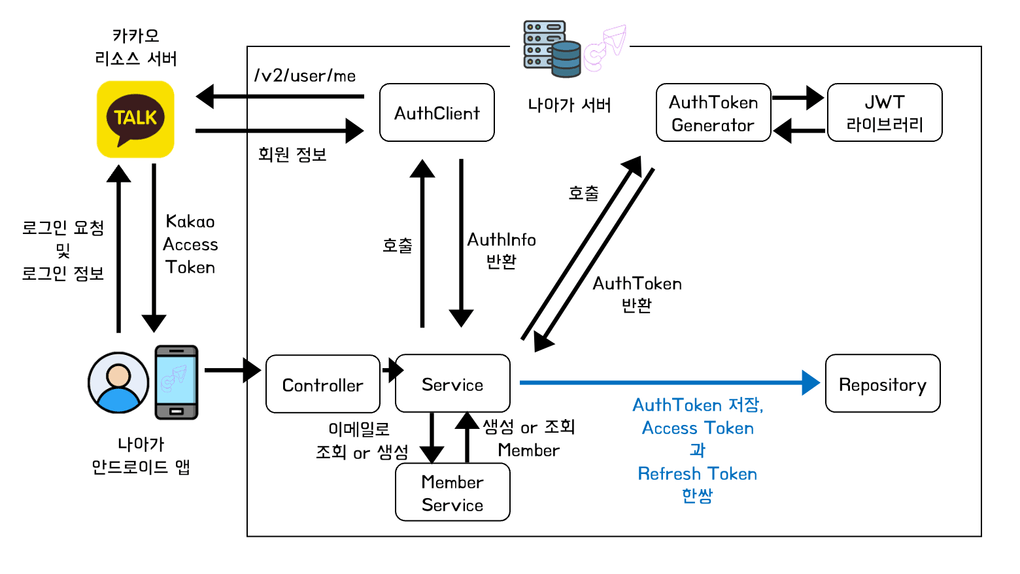 카카오
리소스 서버
TALK
/v2/user/me
회원 정보
AuthClient
나아가 서버
AuthToken
Generator
JWT
라이브러리
로그인 요청
및
로그인 정보
Kakao
Access
Token
호출
AuthInfo
반환
호출
AuthToken
반환
나아가
안드로이드 앱
Controller
Service
Repository
이메일로
조회 or 생성
생성 or 조회
Member
Member
Service
AuthToken 저장,
Access Token
과
Refresh Token
한쌍